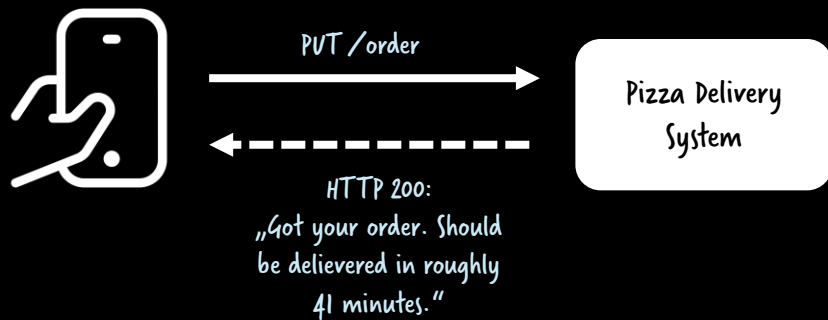 PUT /order
Pizza Delivery
System
HTTP 200:
„Got your order. Should
be delievered in roughly
41 minutes.“